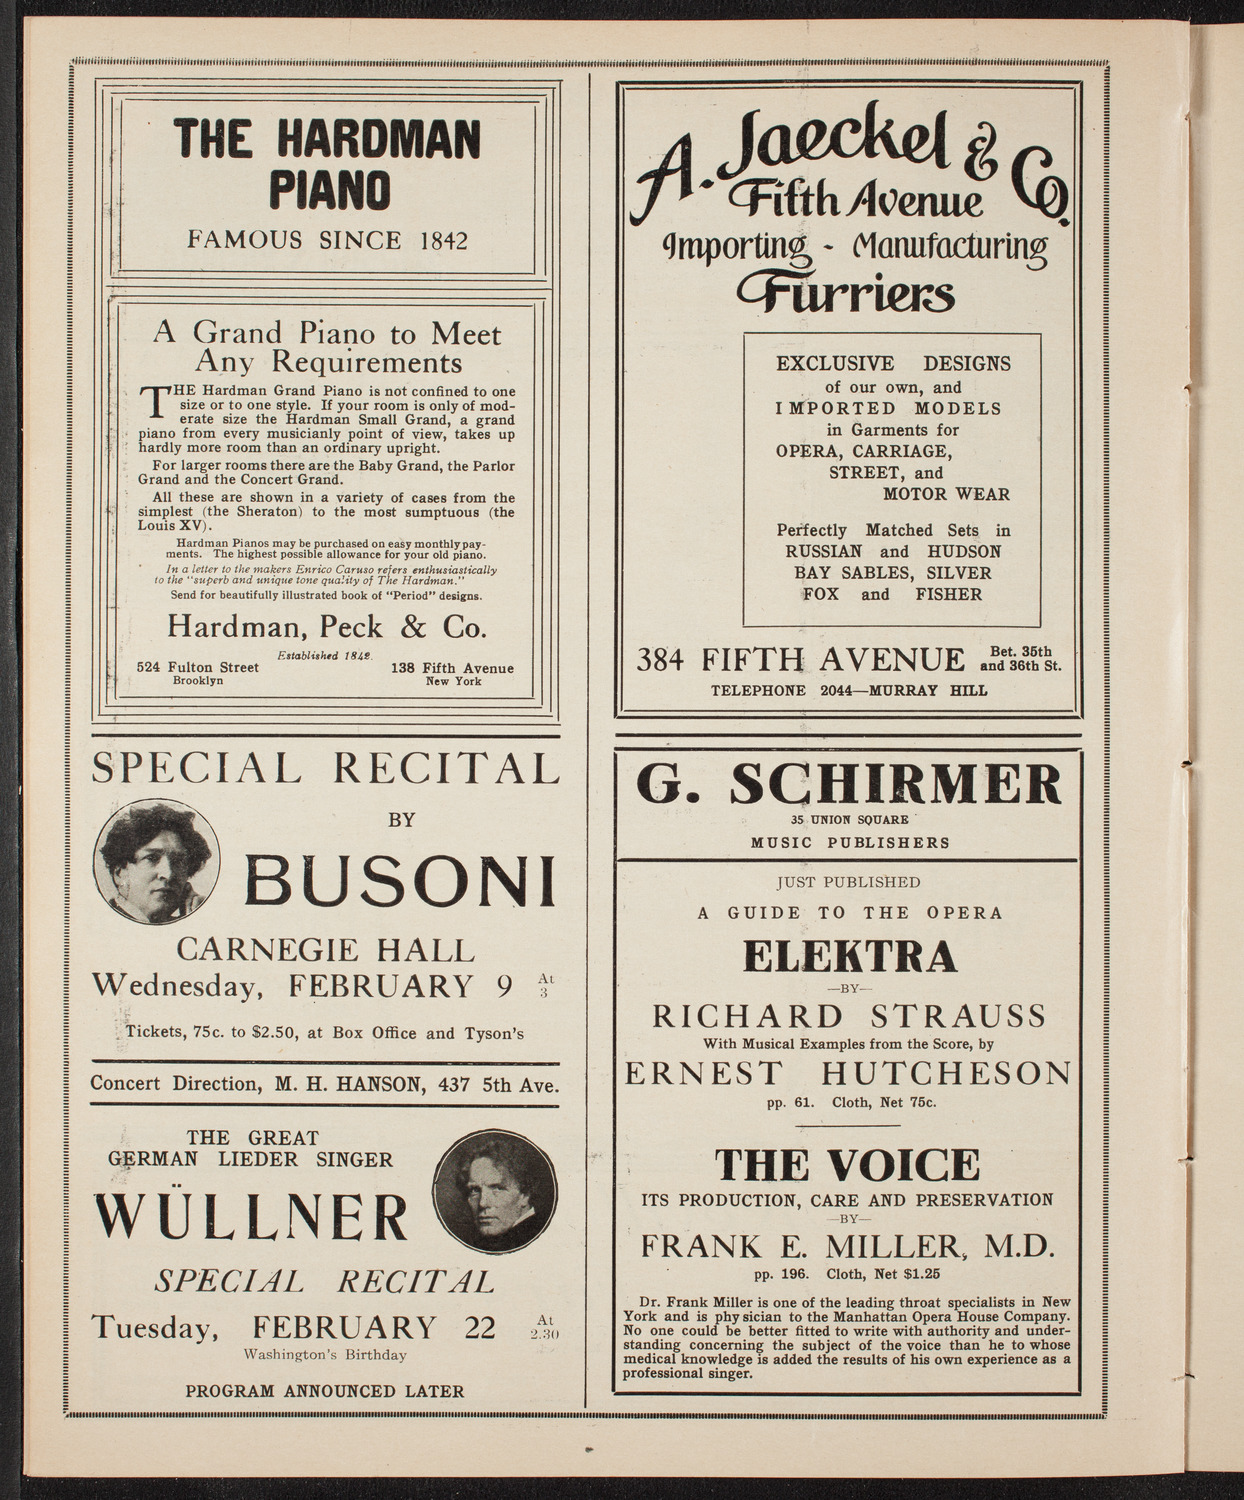 THE HARDMAN
PIANO
FAMOUS SINCE 1842
A Grand Piano to Meet
Any Requirements
THE Hardman Grand Piano is not confined to one
size or to one style. If your room is only of mod-
erate size the Hardman Small Grand, a grand
piano from every musicianly point of view, takes up
hardly more room than an ordinary upright.
For larger rooms there are the Baby Grand, the Parlor
Grand and the Concert Grand.
All these are shown in a variety of cases from the
simplest (the Sheraton) to the most sumptuous (the
Louis XV).
Hardman Pianos may be purchased on easy monthly pay-
ments. The highest possible allowance for your old piano.
In a letter to the makers Enrico Caruso refers enthusiastically
to the "superb and unique tone quality of The Hardman."
Send for beautifully illustrated book of "Period" designs.
Hardman, Peck & Co.
Established 1842.
524 Fulton Street 138 Fifth Avenue
Brooklyn New York
SPECIAL RECITAL
BY
BUSONI
CARNEGIE HALL
Wednesday, FEBRUARY 9 At 3
Tickets, 75c. to $2.50, at Box Office and Tyson's
Concert Direction, M. H. HANSON, 437 5th Ave.
THE GREAT
GERMAN LIEDER SINGER
WÜLLNER
SPECIAL RECITAL
Tuesday, FEBRUARY 22 At 2.30
Washington's Birthday
PROGRAM ANNOUNCED LATER
A. Jaeckel & Co.
Fifth Avenue
Importing - Manufacturing
Furriers
EXCLUSIVE DESIGNS
of our own, and
IMPORTED MODELS
in Garments for
OPERA, CARRIAGE,
STREET, and
MOTOR WEAR
Perfectly Matched Sets in
RUSSIAN and HUDSON
BAY SABLES, SILVER
FOX and FISHER
384 FIFTH AVENUE Bet. 35th and 36th St.
TELEPHONE 2044—MURRAY HILL
G. SCHIRMER
35 UNION SQUARE
MUSIC PUBLISHERS
JUST PUBLISHED
A GUIDE TO THE OPERA
ELEKTRA
—BY—
RICHARD STRAUSS
With Musical Examples from the Score, by
ERNEST HUTCHESON
pp. 61. Cloth, Net 75c.
THE VOICE
ITS PRODUCTION, CARE AND PRESERVATION
—BY—
FRANK E. MILLER, M.D.
pp. 196. Cloth, Net $1.25
Dr. Frank Miller is one of the leading throat specialists in New
York and is physician to the Manhattan Opera House Company.
No one could be better fitted to write with authority and under-
standing concerning the subject of the voice than he to whose
medical knowledge is added the results of his own experience as a
professional singer.